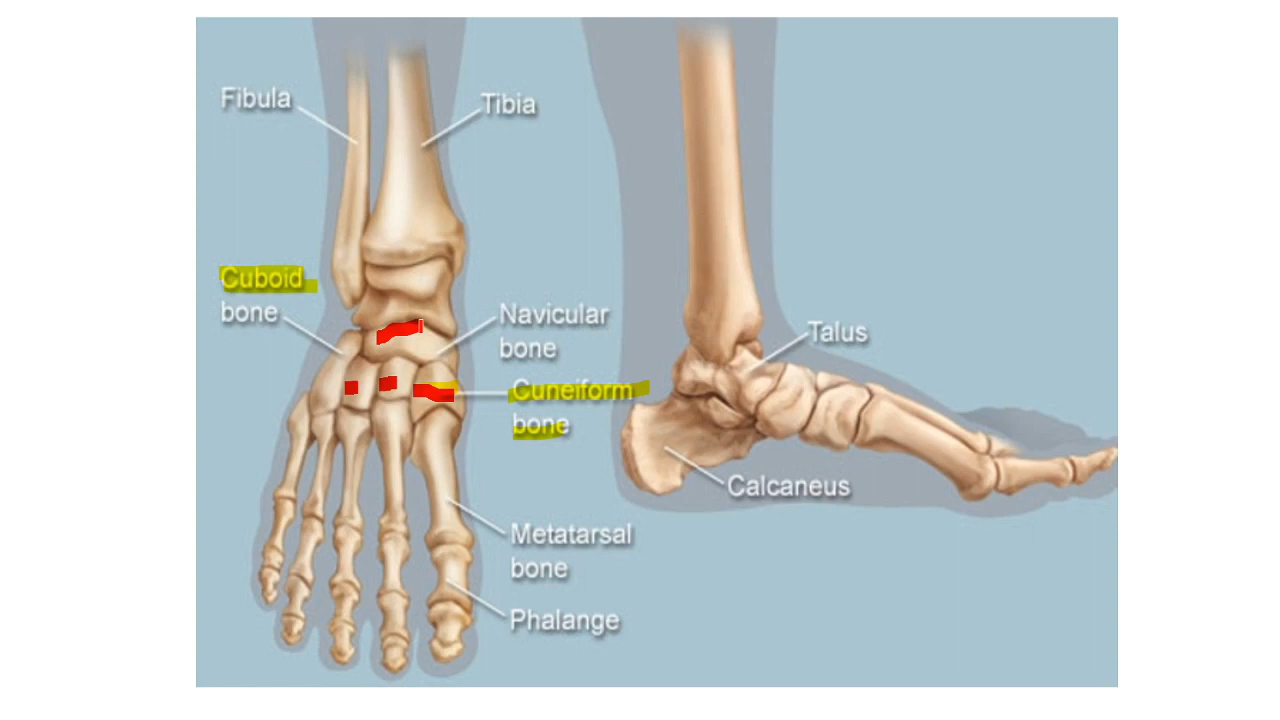 Fibula
Tibia
Cuboid
bone
Navicular
bone
Talus
Cuneiform
bone
Calcaneus
Metatarsal
bone
Phalange